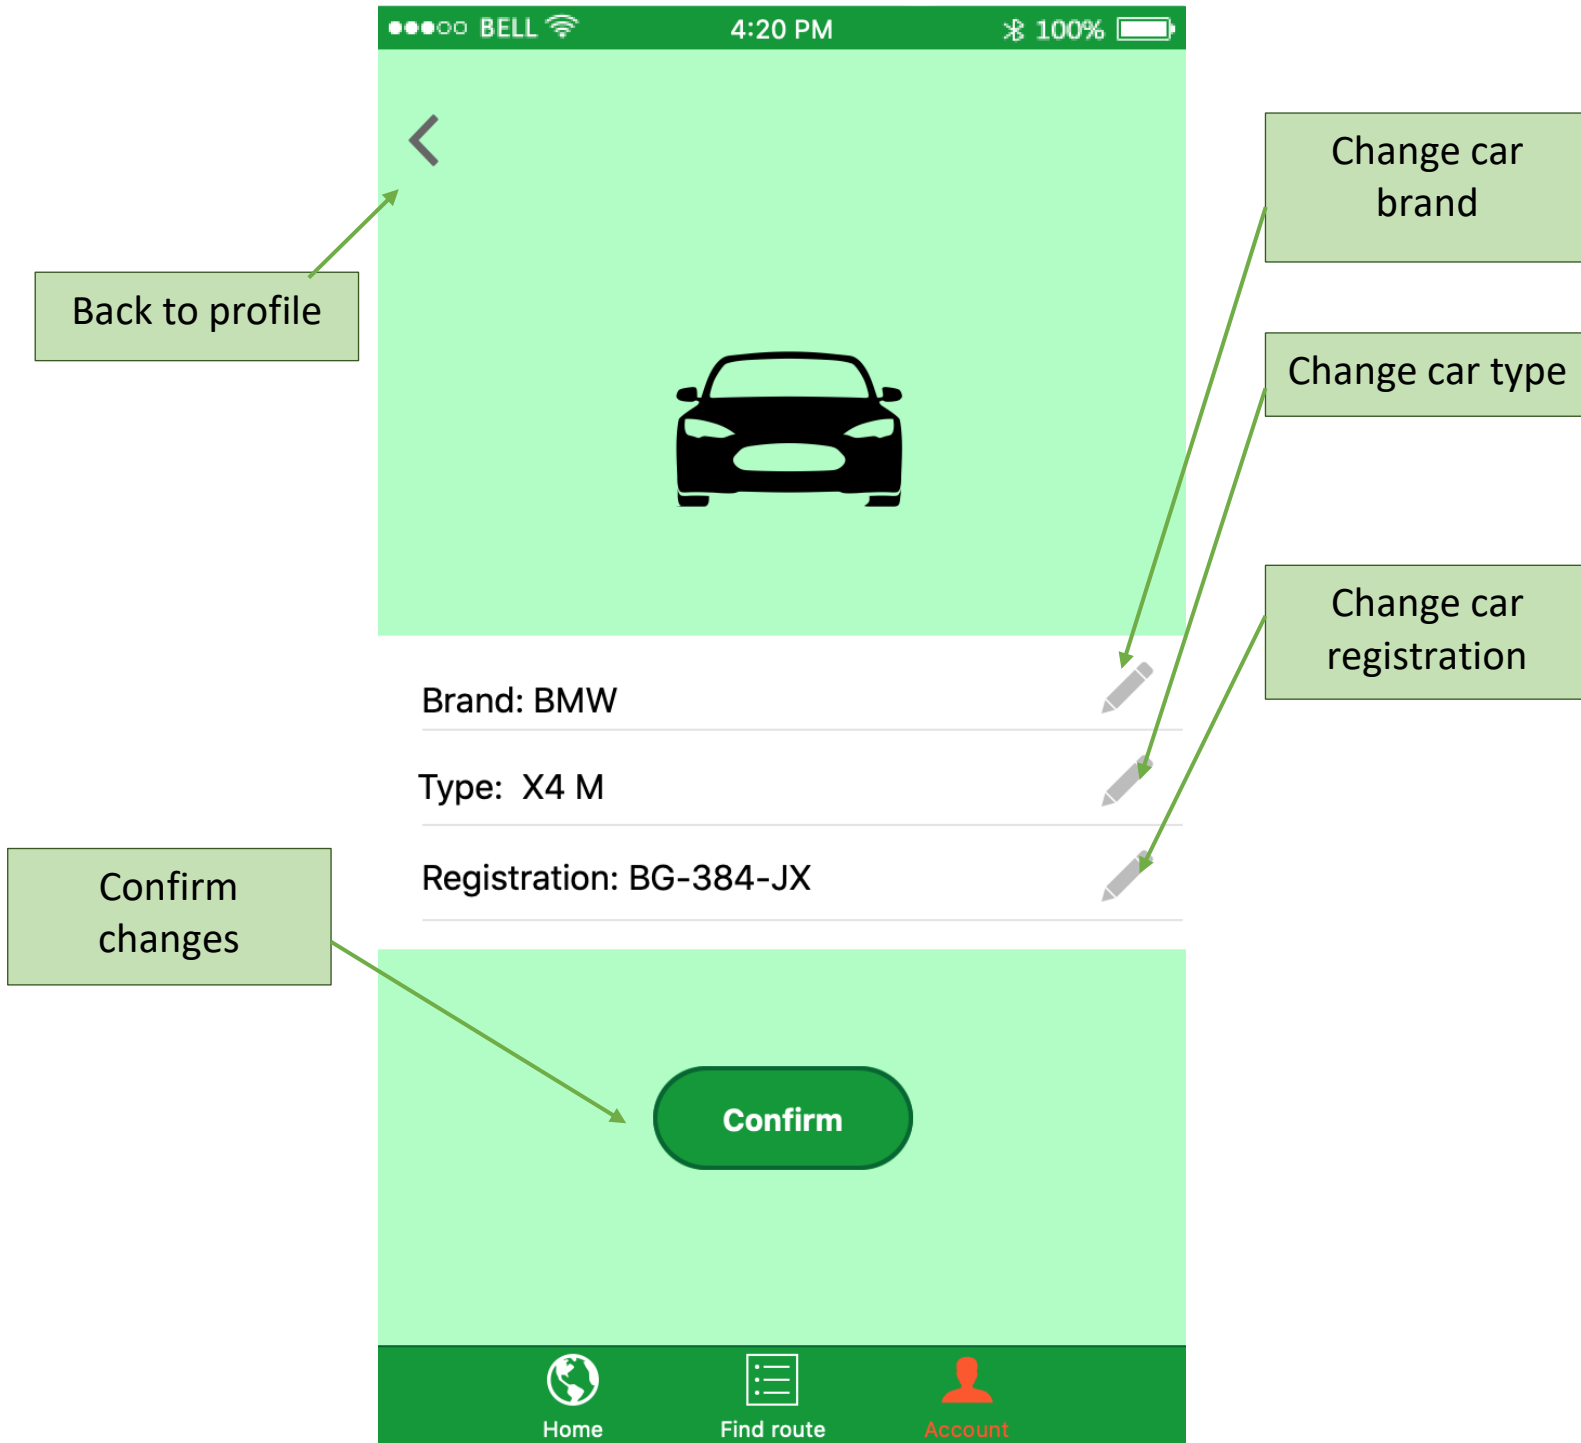 BELL
4:20 PM
100%
Change car
brand
Back to profile
Change car type
Change car
registration
Brand: BMW
Type: X4 M
Registration: BG-384-JX
Confirm
changes
Confirm
Home
Find route
Account